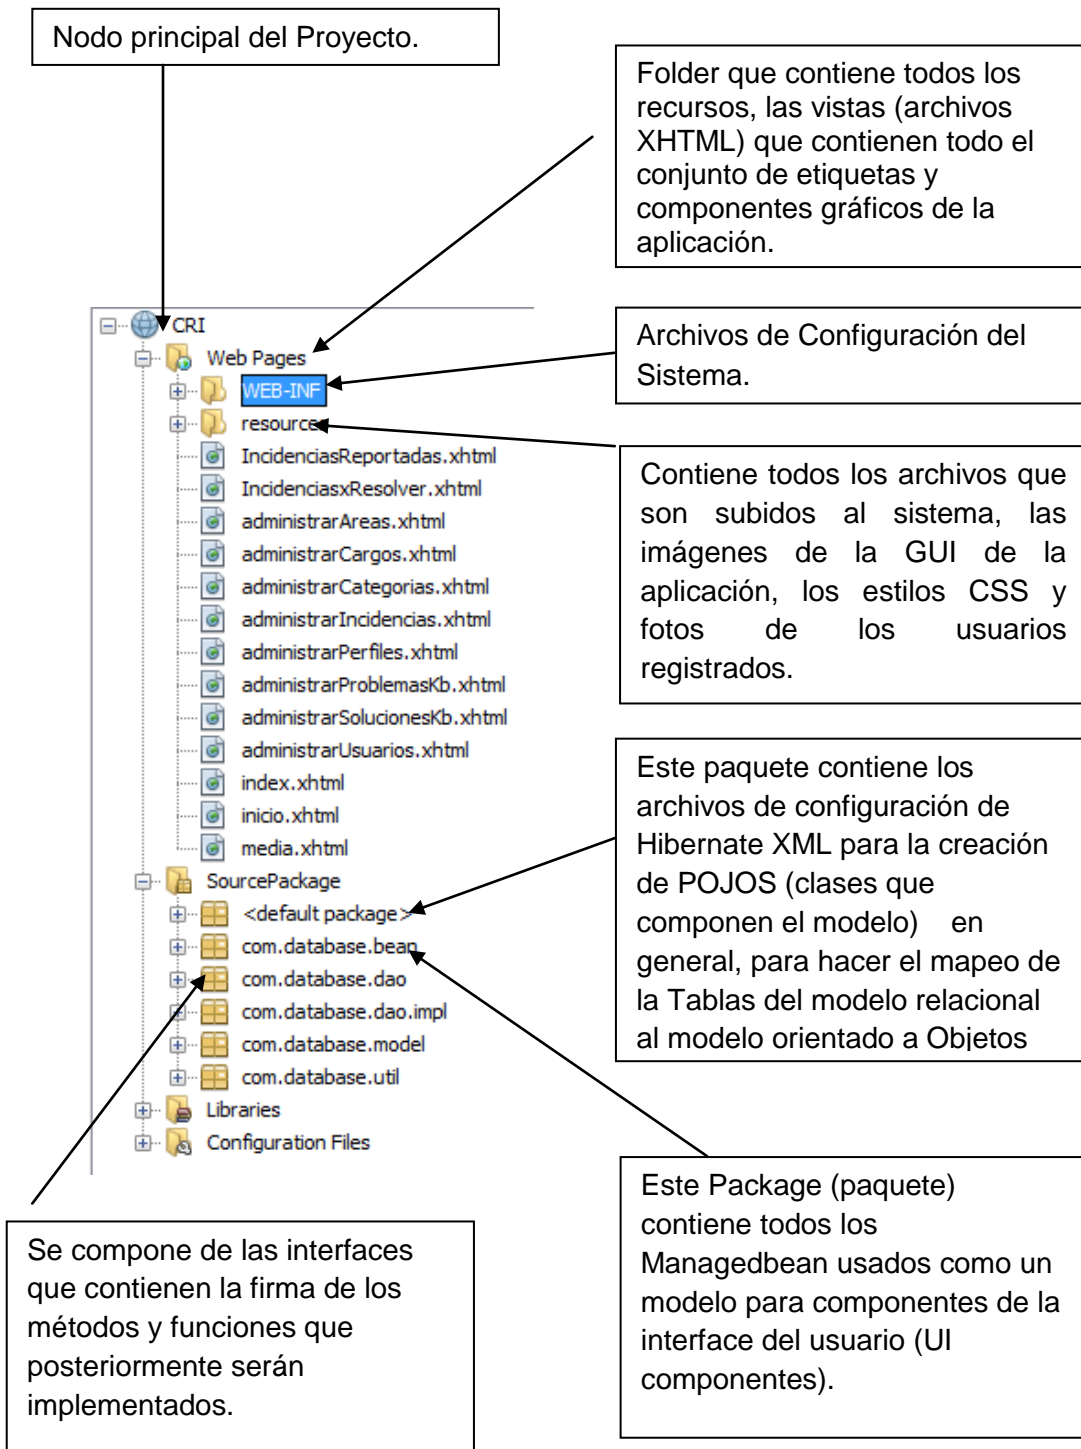 Nodo principal del Proyecto.
Folder que contiene todos los
recursos, las vistas (archivos
XHTML) que contienen todo el
conjunto de etiquetas y
componentes gráficos de la
aplicación.
Archivos de Configuración del
Sistema.
Contiene todos los archivos que
son subidos al sistema, las
imágenes de la GUI de la
aplicación, los estilos CSS y
fotos de los usuarios
registrados.
Este paquete contiene los
archivos de configuración de
Hibernate XML para la creación
de POJOS (clases que
componen el modelo) en
general, para hacer el mapeo de
la Tablas del modelo relacional
al modelo orientado a Objetos
Este Package (paquete)
contiene todos los
Managedbean usados como un
modelo para componentes de la
interface del usuario (UI
componentes).
Se compone de las interfaces
que contienen la firma de los
métodos y funciones que
posteriormente serán
implementados.
CRI
Web Pages
WEB-INF
resources
IncidenciasReportadas.xhtml
IncidenciasxResolver.xhtml
administrarAreas.xhtml
administrarCargos.xhtml
administrarCategorias.xhtml
administrarIncidencias.xhtml
administrarPerfiles.xhtml
administrarProblemasKb.xhtml
administrarSolucionesKb.xhtml
administrarUsuarios.xhtml
index.xhtml
inicio.xhtml
media.xhtml
SourcePackage
<default package>
com.database.bean
com.database.dao
com.database.dao.impl
com.database.model
com.database.util
Libraries
Configuration Files